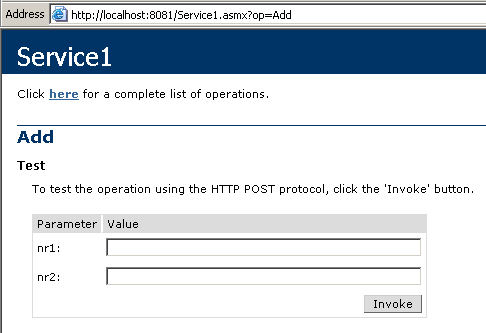 Address http://localhost:8081/Service1.asmx?op=Add
Service1
Click here for a complete list of operations.
Add
Test
To test the operation using the HTTP POST protocol, click the 'Invoke' button.
Parameter Value
nr1:
nr2:
Invoke